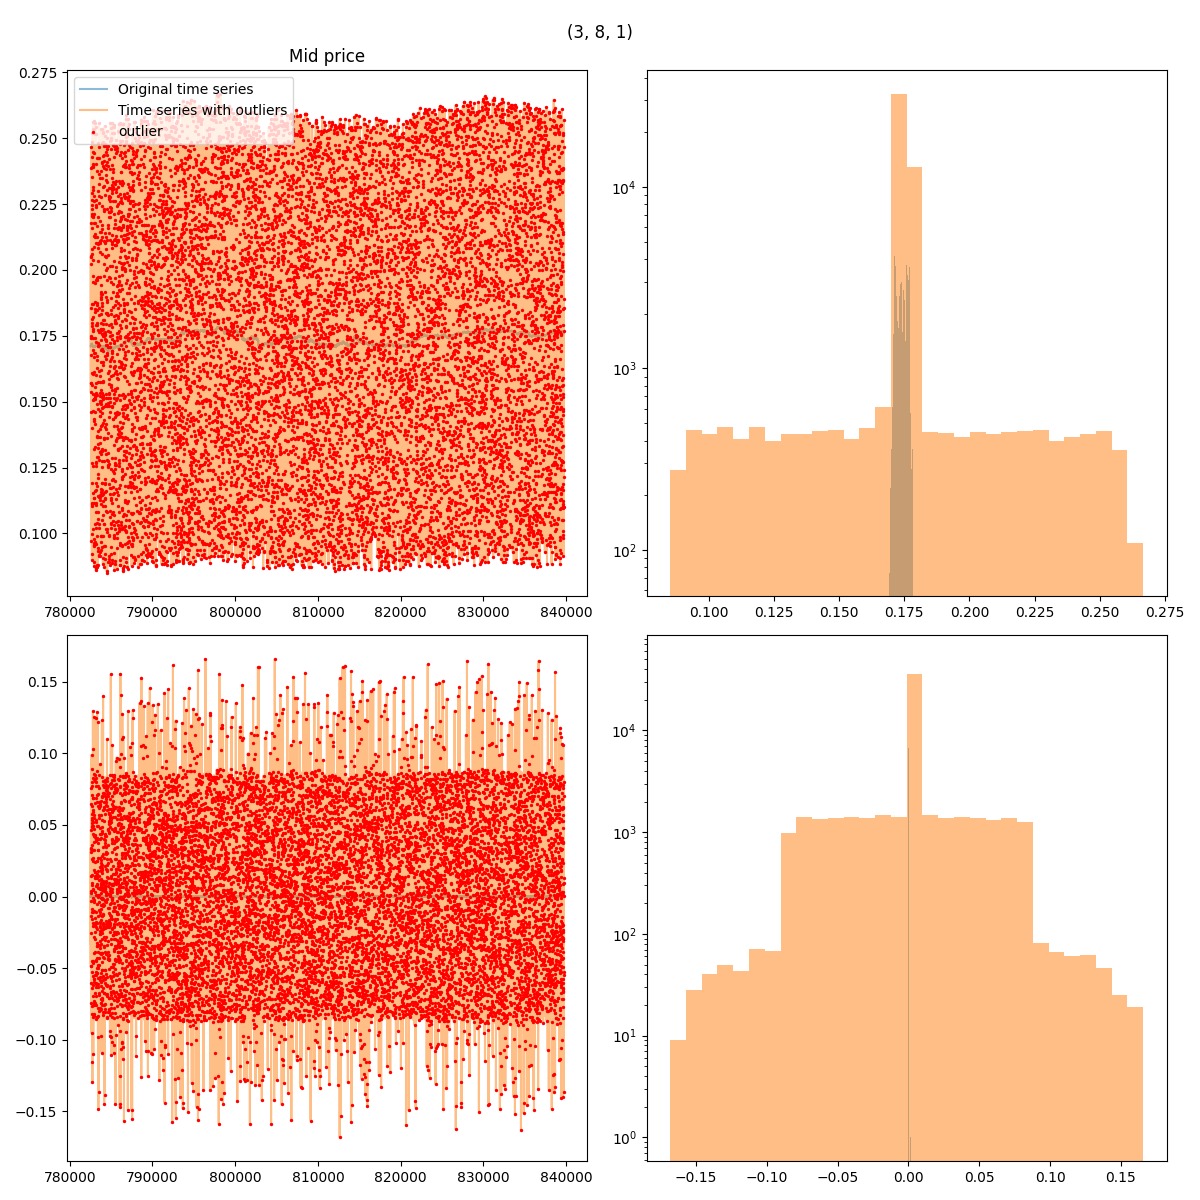 (3, 8, 1)
Mid price
Original time series
Time series with outliers
outlier
0.275
0.250
0.225
0.200
0.175
0.150
0.125
0.100
780000 790000 800000 810000 820000 830000 840000
10⁴
10³
10²
0.100 0.125 0.150 0.175 0.200 0.225 0.250 0.275
0.15
0.10
0.05
0.00
−0.05
−0.10
−0.15
780000 790000 800000 810000 820000 830000 840000
10⁴
10³
10²
10¹
10⁰
−0.15 −0.10 −0.05 0.00 0.05 0.10 0.15